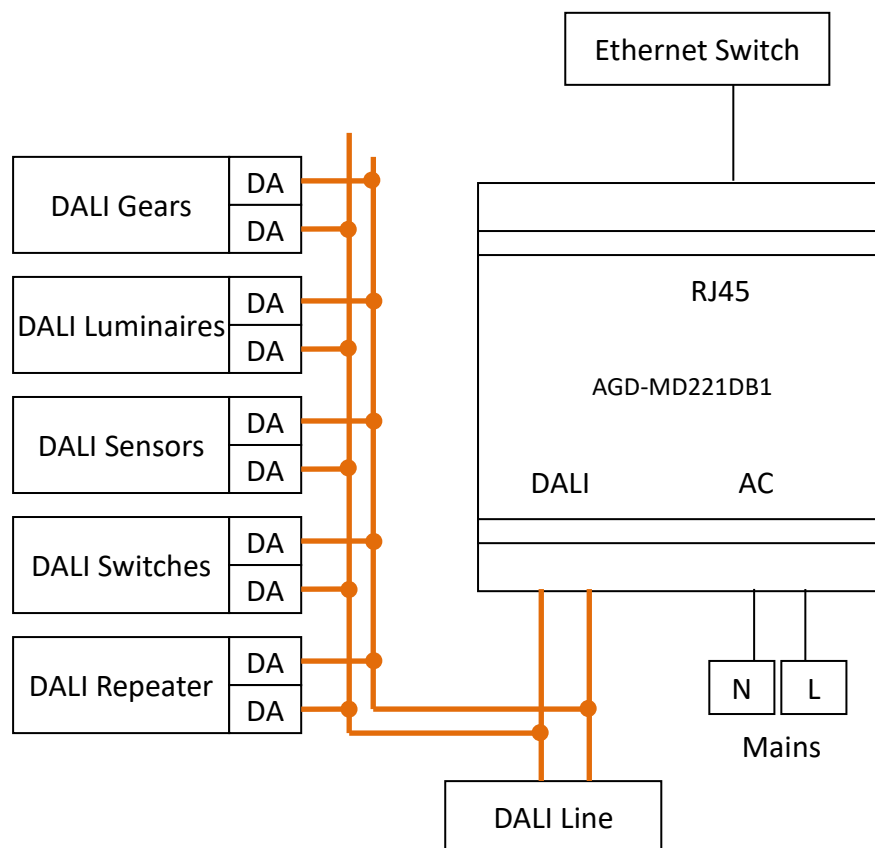 Ethernet Switch
DALI Gears
DA
DA
DALI Luminaires
DA
DA
DALI Sensors
DA
DA
DALI Switches
DA
DA
DALI Repeater
DA
DA
RJ45
AGD-MD221DB1
DALI
AC
N
L
Mains
DALI Line